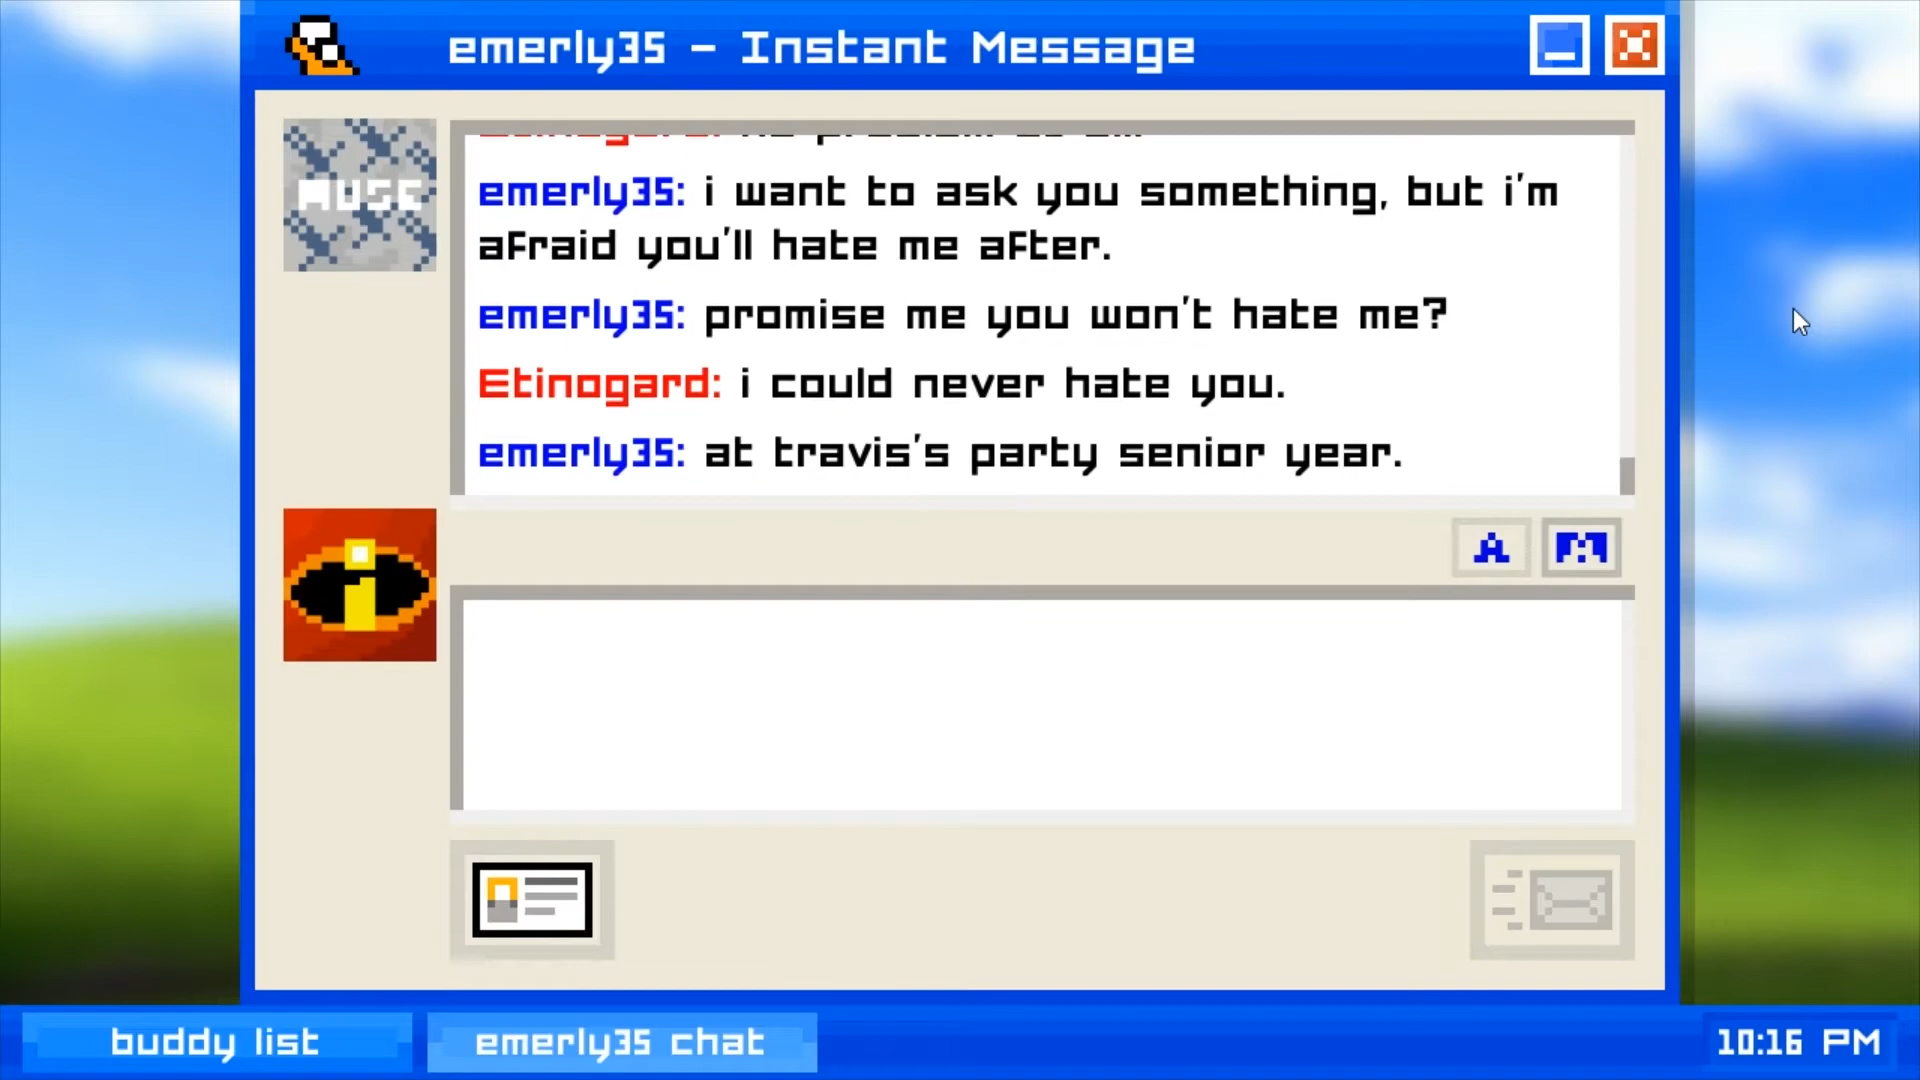 emerly35 - Instant Message
MUSE
emerly35: i want to ask you something, but i'm
afraid you'll hate me after.
emerly35: promise me you won't hate me?
Etinogard: i could never hate you.
emerly35: at travis's party senior year.
A
i
buddy list
emerly35 chat
10:16 PM